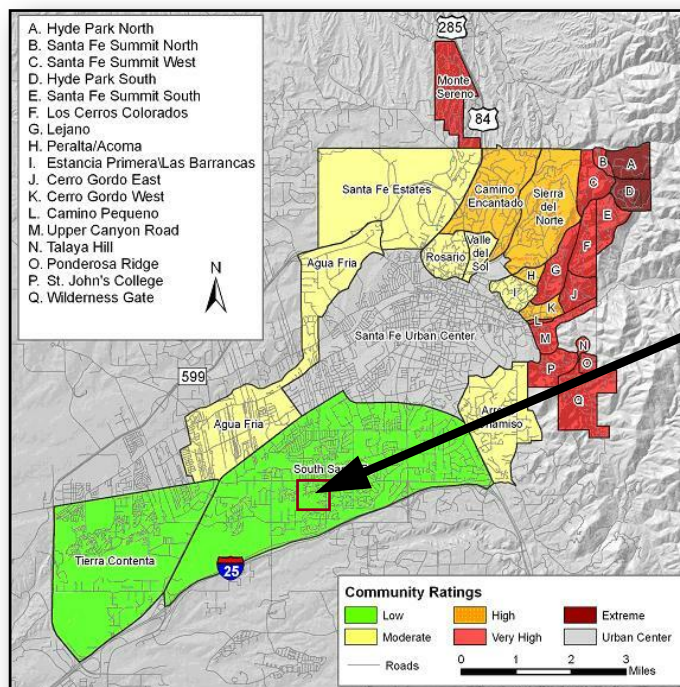 A. Hyde Park North
B. Santa Fe Summit North
C. Santa Fe Summit West
D. Hyde Park South
E. Santa Fe Summit South
F. Los Cerros Colorados
G. Lejano
H. Peralta/Acoma
I. Estancia Primera\Las Barrancas
J. Cerro Gordo East
K. Cerro Gordo West
L. Camino Pequeno
M. Upper Canyon Road
N. Talaya Hill
O. Ponderosa Ridge
P. St. John's College
Q. Wilderness Gate
N
285
Monte
Sereno
84
Santa Fe Estates
Camino
Encantado
Sierra
del
Norte
B
A
C
D
E
Agua Fria
Rosario
Valle
del
Sol
F
H
G
I
J
K
L
Santa Fe Urban Center
M
N
599
P
O
Q
Agua Fria
South
Tierra Contenta
25
Community Ratings
Low
High
Extreme
Moderate
Very High
Urban Center
Roads
0 1 2 3
Miles